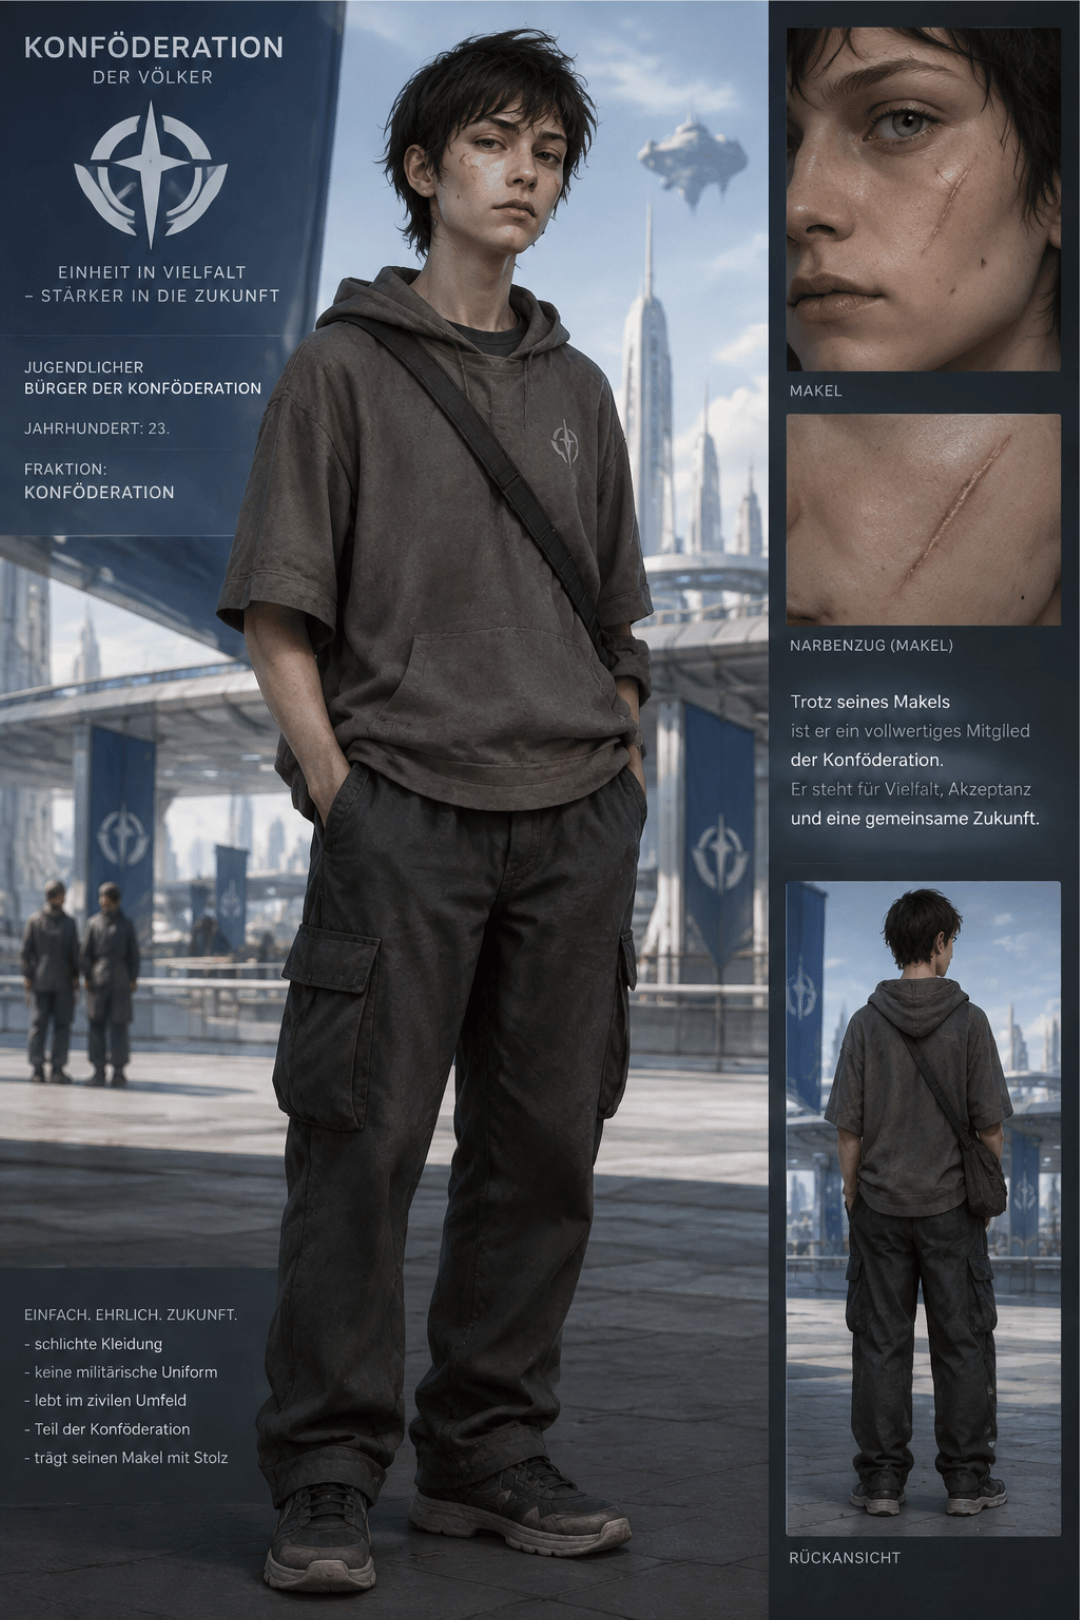 KONFÖDERATION
DER VÖLKER
EINHEIT IN VIELFALT
– STÄRKER IN DIE ZUKUNFT
JUGENDLICHER
BÜRGER DER KONFÖDERATION
JAHRHUNDERT: 23.
FRAKTION:
KONFÖDERATION
EINFACH. EHRLICH. ZUKUNFT.
- schlichte Kleidung
- keine militärische Uniform
- lebt im zivilen Umfeld
- Teil der Konföderation
- trägt seinen Makel mit Stolz
MAKEL
NARBENZUG (MAKEL)
Trotz seines Makels
ist er ein vollwertiges Mitglled
der Konföderation.
Er steht für Vielfalt, Akzeptanz
und eine gemeinsame Zukunft.
RÜCKANSICHT